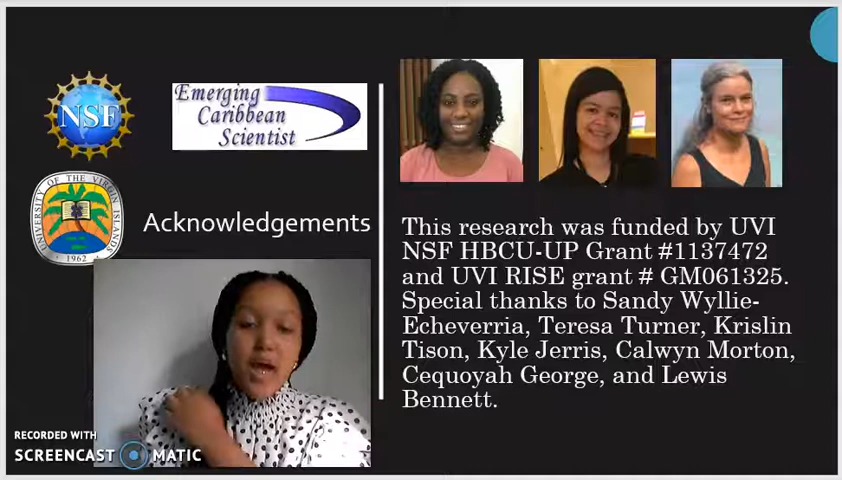 NSF
Emerging
Caribbean
Scientist
UNIVERSITY OF THE VIRGIN ISLANDS
1962
Acknowledgements
This research was funded by UVI
NSF HBCU-UP Grant #1137472
and UVI RISE grant # GM061325.
Special thanks to Sandy Wyllie-
Echeverria, Teresa Turner, Krislin
Tison, Kyle Jerris, Calwyn Morton,
Cequoyah George, and Lewis
Bennett.
RECORDED WITH
SCREENCAST MATIC